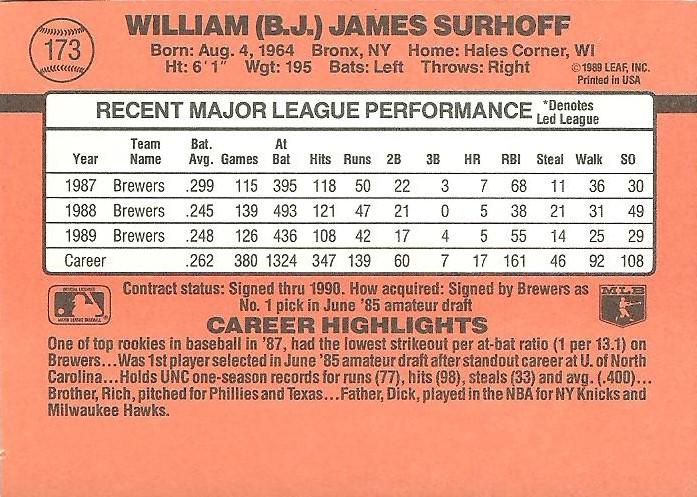 173
WILLIAM (B.J.) JAMES SURHOFF
Born: Aug. 4, 1964 Bronx, NY Home: Hales Corner, WI
Ht: 6'1" Wgt: 195 Bats: Left Throws: Right
©1989 LEAF, INC.
Printed in USA
RECENT MAJOR LEAGUE PERFORMANCE *Denotes Led League
Year Team Name Bat. Avg. Games At Bat Hits Runs 2B 3B HR RBI Steal Walk SO
1987 Brewers .299 115 395 118 50 22 3 7 68 11 36 30
1988 Brewers .245 139 493 121 47 21 0 5 38 21 31 49
1989 Brewers .248 126 436 108 42 17 4 5 55 14 25 29
Career .262 380 1324 347 139 60 7 17 161 46 92 108
Contract status: Signed thru 1990. How acquired: Signed by Brewers as
No. 1 pick in June '85 amateur draft
MLB
CAREER HIGHLIGHTS
One of top rookies in baseball in '87, had the lowest strikeout per at-bat ratio (1 per 13.1) on
Brewers...Was 1st player selected in June '85 amateur draft after standout career at U. of North
Carolina...Holds UNC one-season records for runs (77), hits (98), steals (33) and avg. (.400)...
Brother, Rich, pitched for Phillies and Texas...Father, Dick, played in the NBA for NY Knicks and
Milwaukee Hawks.